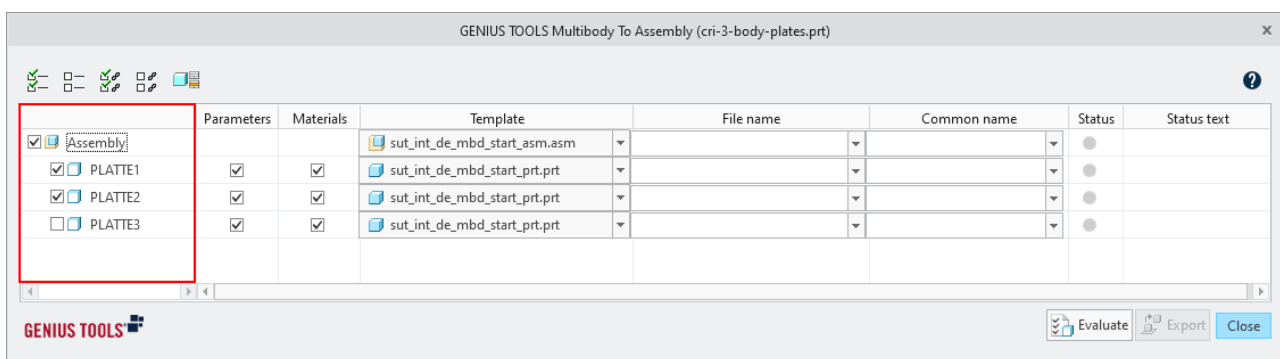 GENIUS TOOLS Multibody To Assembly (cri-3-body-plates.prt)
Parameters Materials Template File name Common name Status Status text
Assembly sut_int_de_mbd_start_asm.asm
PLATTE1 sut_int_de_mbd_start_prt.prt
PLATTE2 sut_int_de_mbd_start_prt.prt
PLATTE3 sut_int_de_mbd_start_prt.prt
GENIUS TOOLS Evaluate Export Close